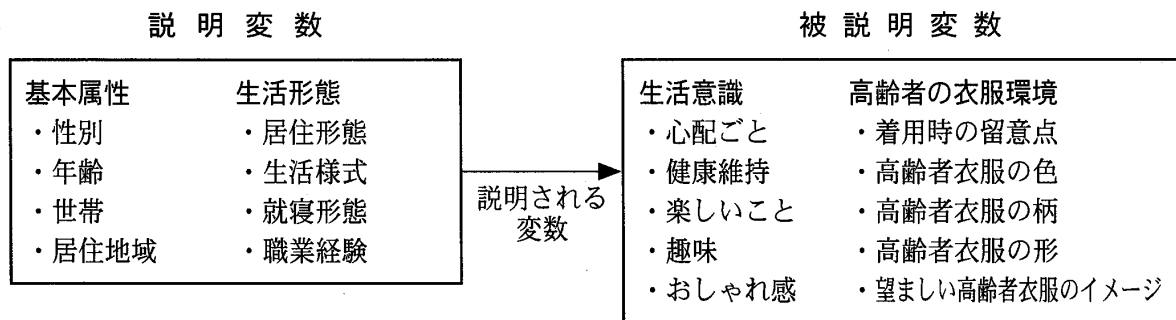 説明変数
被説明変数
基本属性
・性別
・年齢
・世帯
・居住地域
生活形態
・居住形態
・生活様式
・就寝形態
・職業経験
説明される
変数
生活意識
・心配ごと
・健康維持
・楽しいこと
・趣味
・おしゃれ感
高齢者の衣服環境
・着用時の留意点
・高齢者衣服の色
・高齢者衣服の柄
・高齢者衣服の形
・望ましい高齢者衣服のイメージ